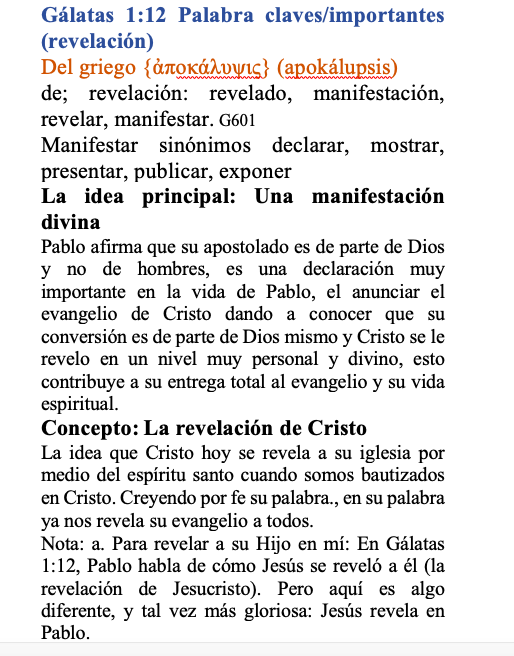 Gálatas 1:12 Palabra claves/importantes
(revelación)
Del griego {ἀποκάλυψις} (apokálupsis)
de; revelación: revelado, manifestación,
revelar, manifestar. G601
Manifestar sinónimos declarar, mostrar,
presentar, publicar, exponer
La idea principal: Una manifestación
divina
Pablo afirma que su apostolado es de parte de Dios
y no de hombres, es una declaración muy
importante en la vida de Pablo, el anunciar el
evangelio de Cristo dando a conocer que su
conversión es de parte de Dios mismo y Cristo se le
revelo en un nivel muy personal y divino, esto
contribuye a su entrega total al evangelio y su vida
espiritual.
Concepto: La revelación de Cristo
La idea que Cristo hoy se revela a su iglesia por
medio del espíritu santo cuando somos bautizados
en Cristo. Creyendo por fe su palabra., en su palabra
ya nos revela su evangelio a todos.
Nota: a. Para revelar a su Hijo en mí: En Gálatas
1:12, Pablo habla de cómo Jesús se reveló a él (la
revelación de Jesucristo). Pero aquí es algo
diferente, y tal vez más gloriosa: Jesús revela en
Pablo.